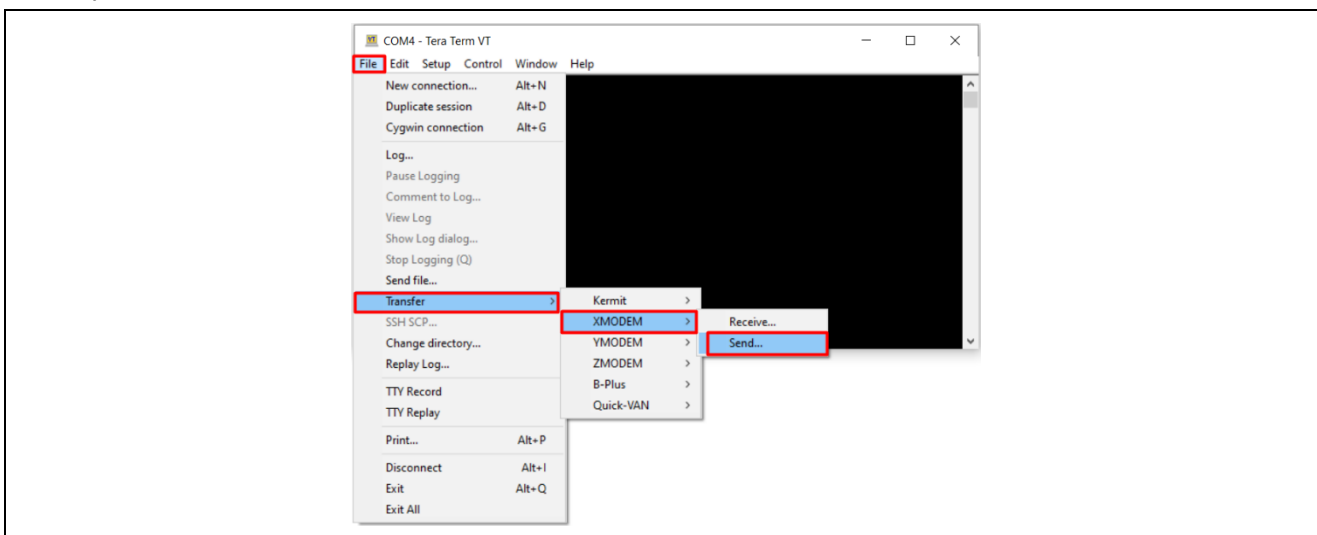 COM4 - Tera Term VT
File Edit Setup Control Window Help
New connection... Alt+N
Duplicate session Alt+D
Cygwin connection Alt+G
Log...
Pause Logging
Comment to Log...
View Log
Show Log dialog...
Stop Logging (Q)
Send file...
Transfer
SSH SCP...
Change directory...
Replay Log...
TTY Record
TTY Replay
Print... Alt+P
Disconnect Alt+I
Exit Alt+Q
Exit All
Kermit
XMODEM
YMODEM
ZMODEM
B-Plus
Quick-VAN
Receive...
Send...